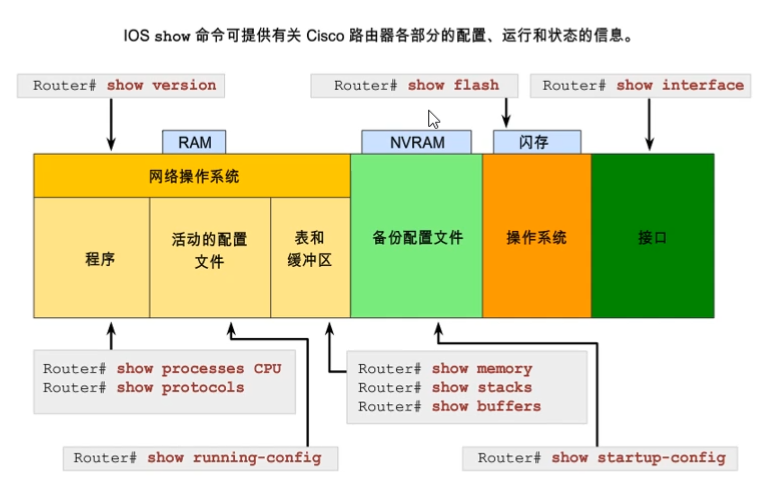 IOS show 命令可提供有关 Cisco 路由器各部分的配置、运行和状态的信息。
Router# show version
Router# show flash
Router# show interface
RAM
NVRAM
闪存
网络操作系统
程序
活动的配置
文件
表和
缓冲区
备份配置文件
操作系统
接口
Router# show processes CPU
Router# show protocols
Router# show memory
Router# show stacks
Router# show buffers
Router# show running-config
Router# show startup-config